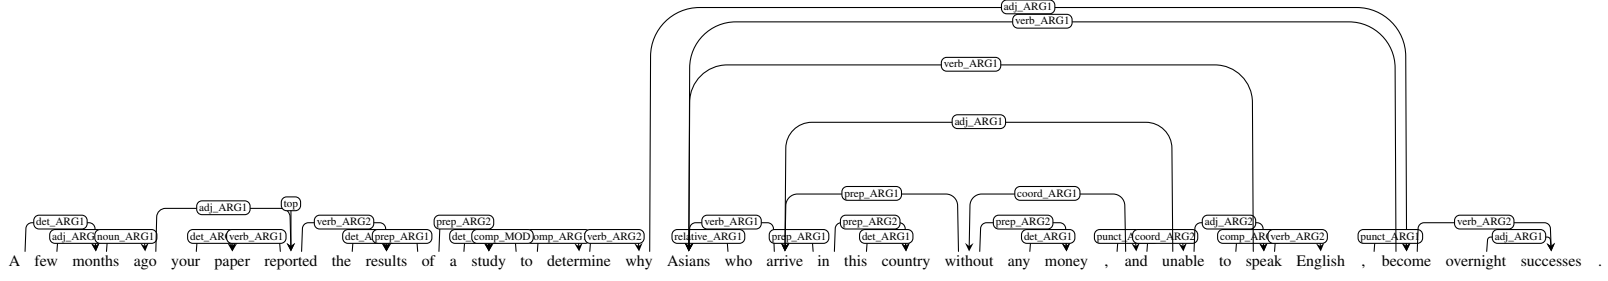 adj_ARG1
verb_ARG1
verb_ARG1
adj_ARG1
prep_ARG1 coord_ARG1
adj_ARG1 top
det_ARG1 verb_ARG2 prep_ARG2 verb_ARG1 prep_ARG2 prep_ARG2 adj_ARG2 verb_ARG2
noun_ARG1 verb_ARG1 prep_ARG1 comp_MOD verb_ARG2 relative_ARG1 prep_ARG1 det_ARG1 det_ARG1 coord_ARG2 verb_ARG2 punct_ARG1 adj_ARG1
A few months ago your paper reported the results of a study to determine why Asians who arrive in this country without any money , and unable to speak English , become overnight successes .